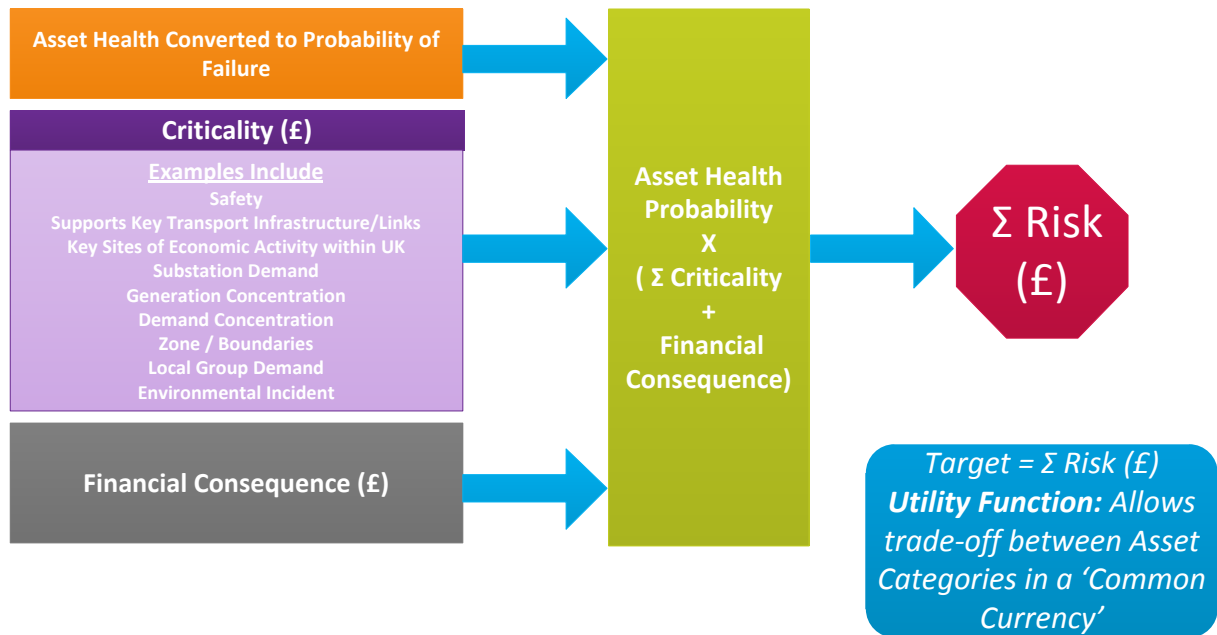 Asset Health Converted to Probability of
Failure
Criticality (£)
Examples Include
Safety
Supports Key Transport Infrastructure/Links
Key Sites of Economic Activity within UK
Substation Demand
Generation Concentration
Demand Concentration
Zone / Boundaries
Local Group Demand
Environmental Incident
Financial Consequence (£)
Asset Health
Probability
X
( Σ Criticality
+
Financial
Consequence)
Σ Risk
(£)
Target = Σ Risk (£)
Utility Function: Allows
trade-off between Asset
Categories in a ‘Common
Currency’